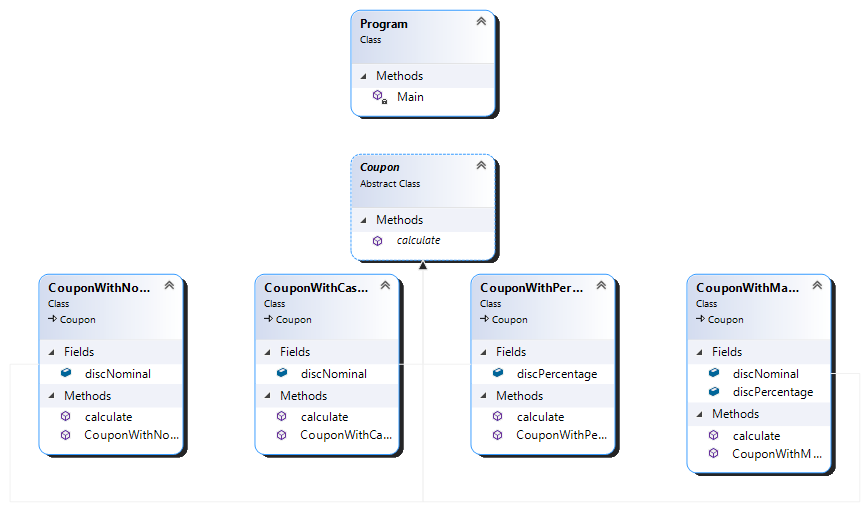 Program
Class
Methods
Main
Coupon
Abstract Class
Methods
calculate
CouponWithNo...
Class
Coupon
Fields
discNominal
Methods
calculate
CouponWithNo...
CouponWithCas...
Class
Coupon
Fields
discNominal
Methods
calculate
CouponWithCa...
CouponWithPer...
Class
Coupon
Fields
discPercentage
Methods
calculate
CouponWithPe...
CouponWithMa...
Class
Coupon
Fields
discNominal
discPercentage
Methods
calculate
CouponWithM...